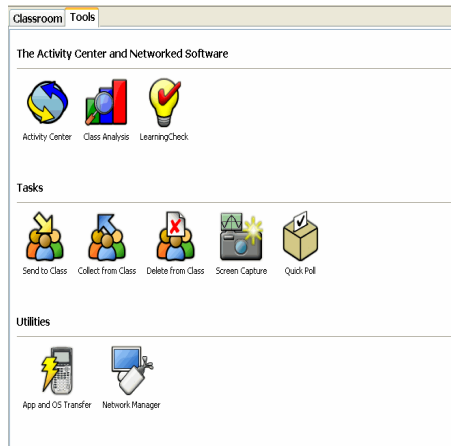 Classroom Tools
The Activity Center and Networked Software
Activity Center Class Analysis LearningCheck
Tasks
Send to Class Collect from Class Delete from Class Screen Capture Quick Poll
Utilities
App and OS Transfer Network Manager